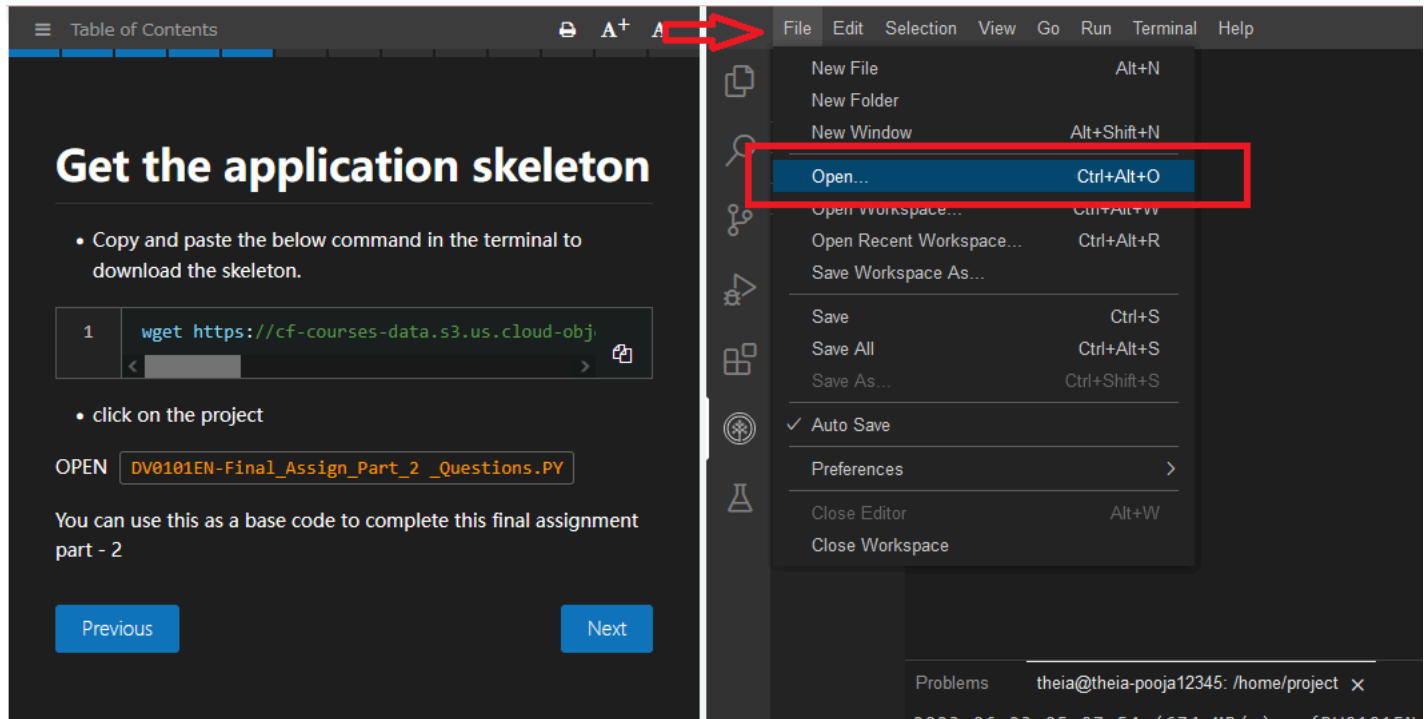 Table of Contents
A+
A
Get the application skeleton
• Copy and paste the below command in the terminal to
download the skeleton.
1 wget https://cf-courses-data.s3.us.cloud-obj
• click on the project
OPEN DV0101EN-Final_Assign_Part_2 _Questions.PY
You can use this as a base code to complete this final assignment
part - 2
Previous
Next
File Edit Selection View Go Run Terminal Help
New File Alt+N
New Folder
New Window Alt+Shift+N
Open... Ctrl+Alt+O
Open Workspace... Ctrl+Alt+W
Open Recent Workspace... Ctrl+Alt+R
Save Workspace As...
Save Ctrl+S
Save All Ctrl+Alt+S
Save As... Ctrl+Shift+S
Auto Save
Preferences
Close Editor Alt+W
Close Workspace
Problems theia@theia-pooja12345: /home/project